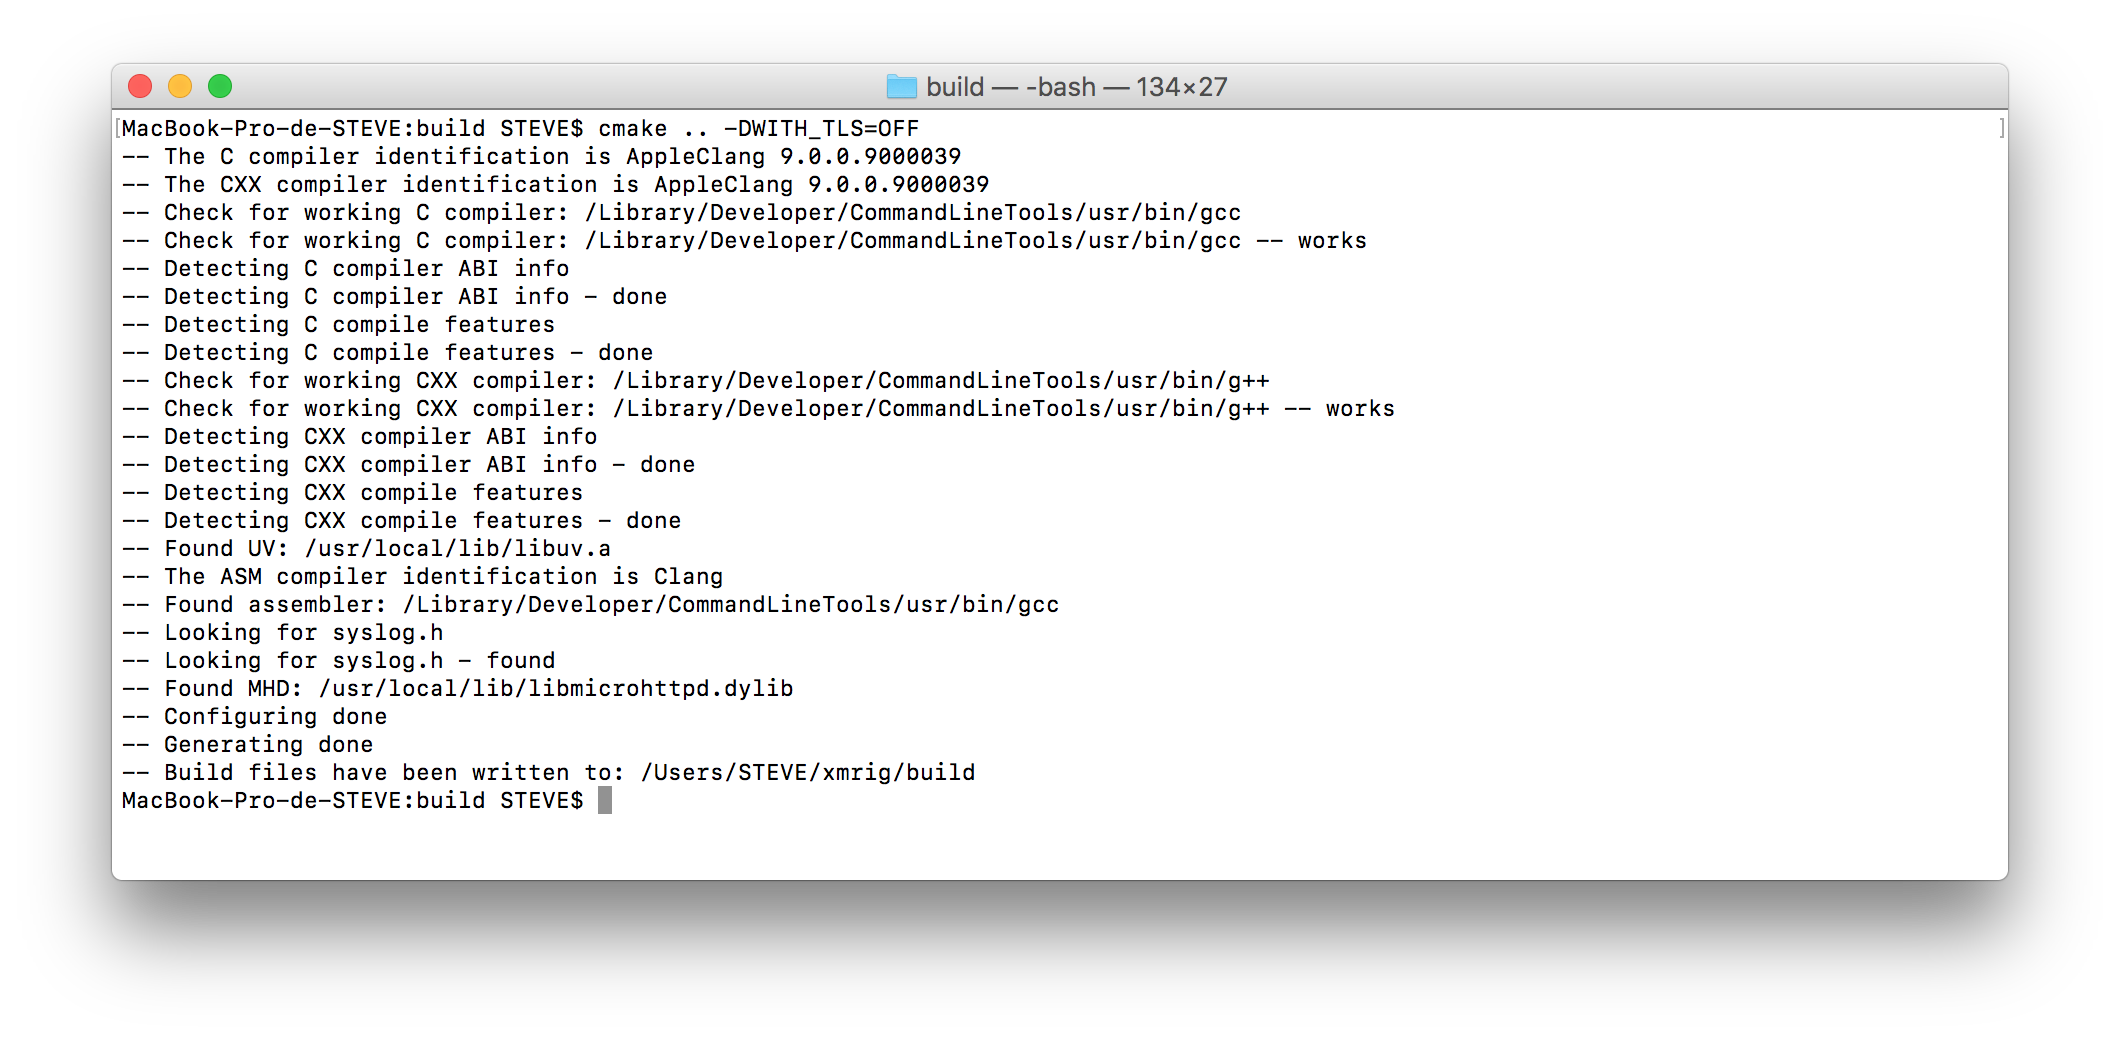 build — -bash — 134×27
MacBook-Pro-de-STEVE:build STEVE$ cmake .. -DWITH_TLS=OFF
-- The C compiler identification is AppleClang 9.0.0.9000039
-- The CXX compiler identification is AppleClang 9.0.0.9000039
-- Check for working C compiler: /Library/Developer/CommandLineTools/usr/bin/gcc
-- Check for working C compiler: /Library/Developer/CommandLineTools/usr/bin/gcc -- works
-- Detecting C compiler ABI info
-- Detecting C compiler ABI info - done
-- Detecting C compile features
-- Detecting C compile features - done
-- Check for working CXX compiler: /Library/Developer/CommandLineTools/usr/bin/g++
-- Check for working CXX compiler: /Library/Developer/CommandLineTools/usr/bin/g++ -- works
-- Detecting CXX compiler ABI info
-- Detecting CXX compiler ABI info - done
-- Detecting CXX compile features
-- Detecting CXX compile features - done
-- Found UV: /usr/local/lib/libuv.a
-- The ASM compiler identification is Clang
-- Found assembler: /Library/Developer/CommandLineTools/usr/bin/gcc
-- Looking for syslog.h
-- Looking for syslog.h - found
-- Found MHD: /usr/local/lib/libmicrohttpd.dylib
-- Configuring done
-- Generating done
-- Build files have been written to: /Users/STEVE/xmrig/build
MacBook-Pro-de-STEVE:build STEVE$